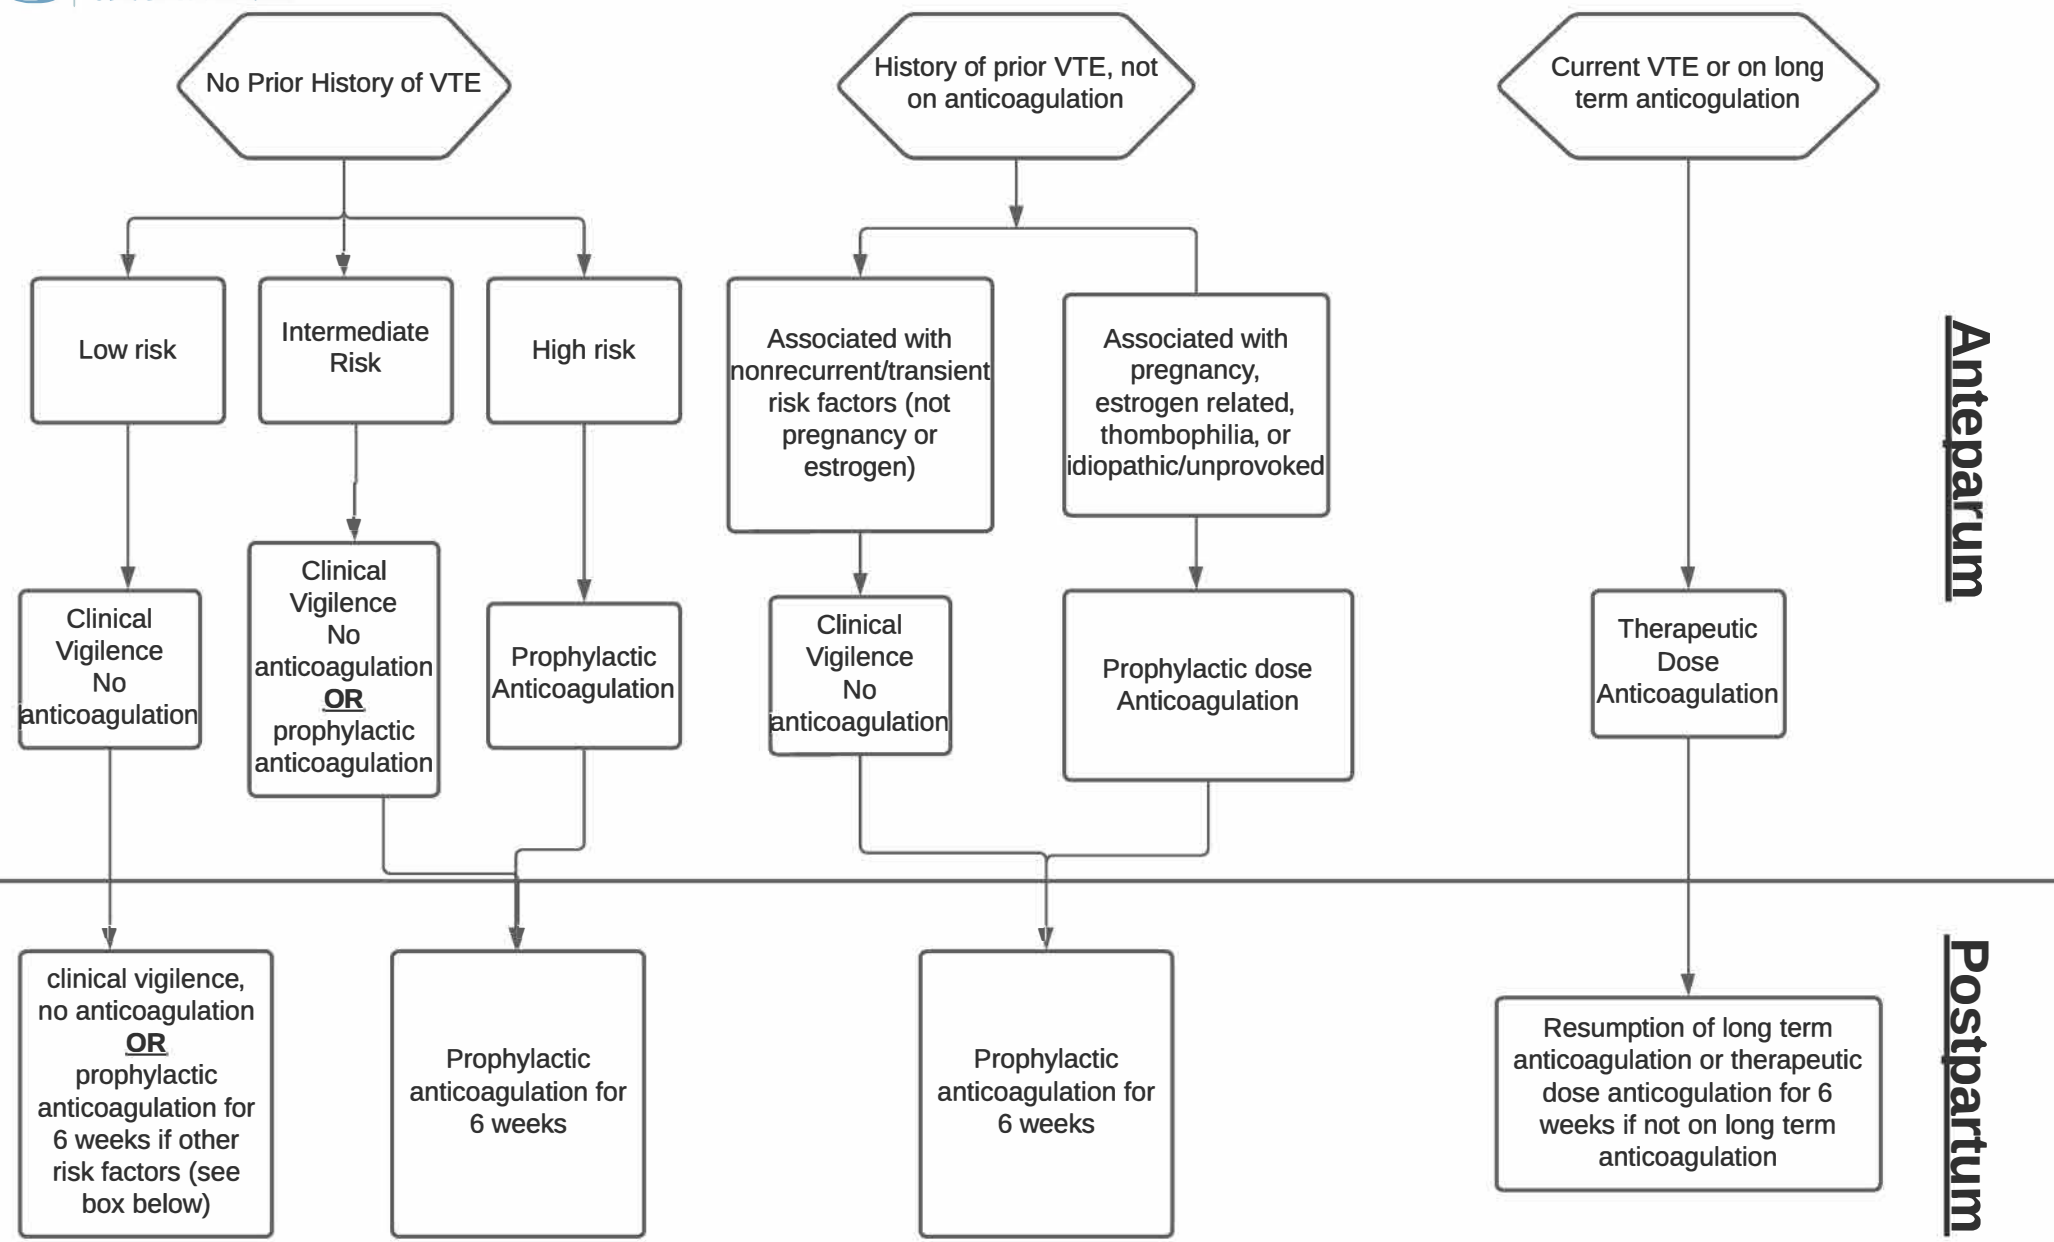 No Prior History of VTE
History of prior VTE, not
on anticoagulation
Current VTE or on long
term anticogulation
Low risk
Intermediate
Risk
High risk
Associated with
nonrecurrent/transient
risk factors (not
pregnancy or
estrogen)
Associated with
pregnancy,
estrogen related,
thombophilia, or
idiopathic/unprovoked
Anteparum
Clinical
Vigilence
No
anticoagulation
Clinical
Vigilence
No
anticoagulation
OR
prophylactic
anticoagulation
Prophylactic
Anticoagulation
Clinical
Vigilence
No
anticoagulation
Prophylactic dose
Anticoagulation
Therapeutic
Dose
Anticoagulation
clinical vigilence,
no anticoagulation
OR
prophylactic
anticoagulation for
6 weeks if other
risk factors (see
box below)
Prophylactic
anticoagulation for
6 weeks
Prophylactic
anticoagulation for
6 weeks
Resumption of long term
anticoagulation or therapeutic
dose anticogulation for 6
weeks if not on long term
anticoagulation
Postpartum